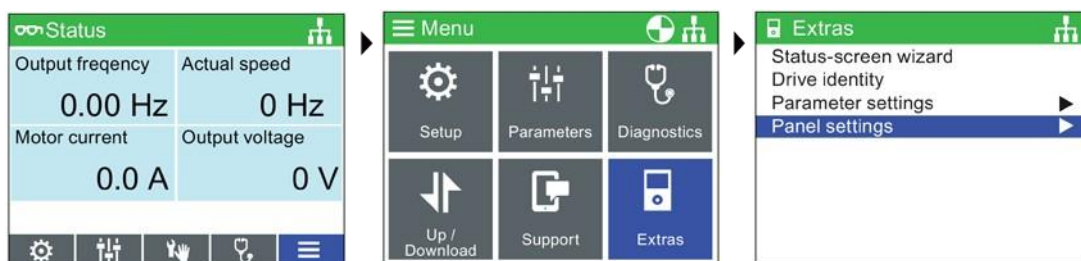 Status
Output freqency
Actual speed
0.00 Hz
0 Hz
Motor current
Output voltage
0.0 A
0 V
Menu
Setup
Parameters
Diagnostics
Up /
Download
Support
Extras
Extras
Status-screen wizard
Drive identity
Parameter settings
Panel settings